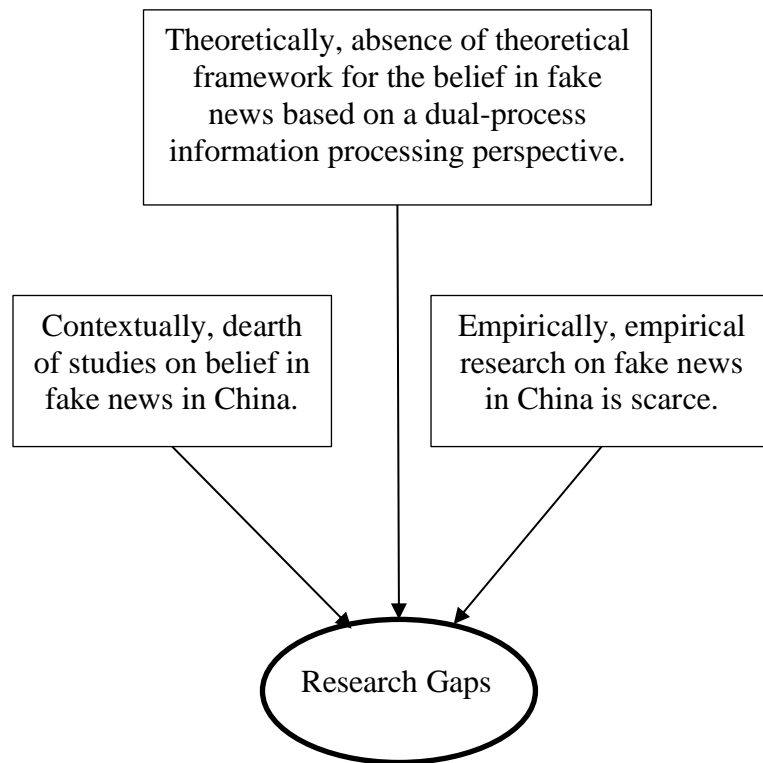 Theoretically, absence of theoretical
framework for the belief in fake
news based on a dual-process
information processing perspective.
Contextually, dearth
of studies on belief in
fake news in China.
Empirically, empirical
research on fake news
in China is scarce.
Research Gaps